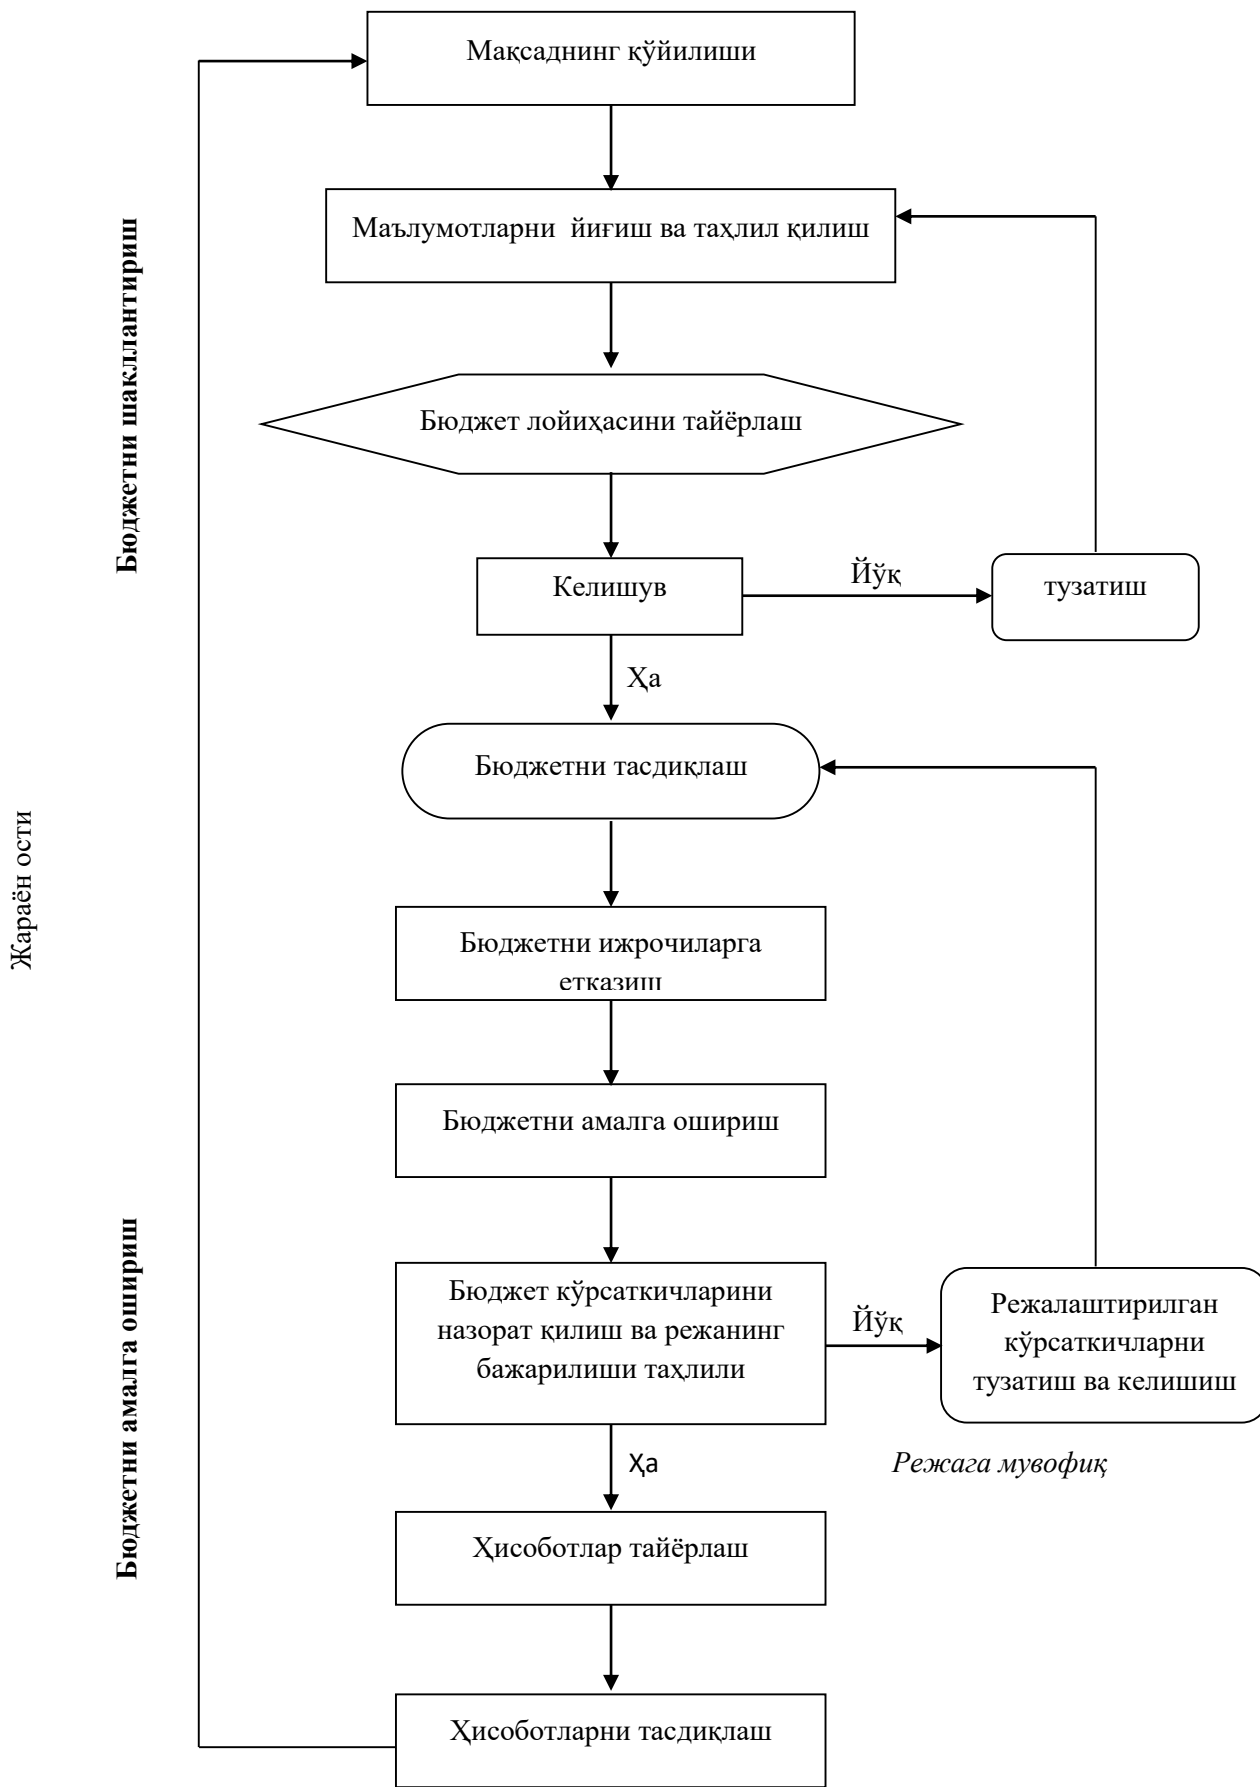 Мақсаднинг қўйилиши
Маълумотларни йиғиш ва таҳлил қилиш
Бюджетни шакллантириш
Бюджет лойиҳасини тайёрлаш
Келишув
Йўқ
тузатиш
Ҳа
Бюджетни тасдиқлаш
Жараён ости
Бюджетни ижрочиларга
етказиш
Бюджетни амалга ошириш
Бюджетни амалга ошириш
Бюджет кўрсаткичларини
назорат қилиш ва режанинг
бажарилиши таҳлили
Йўқ
Режалаштирилган
кўрсаткичларни
тузатиш ва келишиш
Ҳа
Режага мувофиқ
Ҳисоботлар тайёрлаш
Ҳисоботларни тасдиқлаш